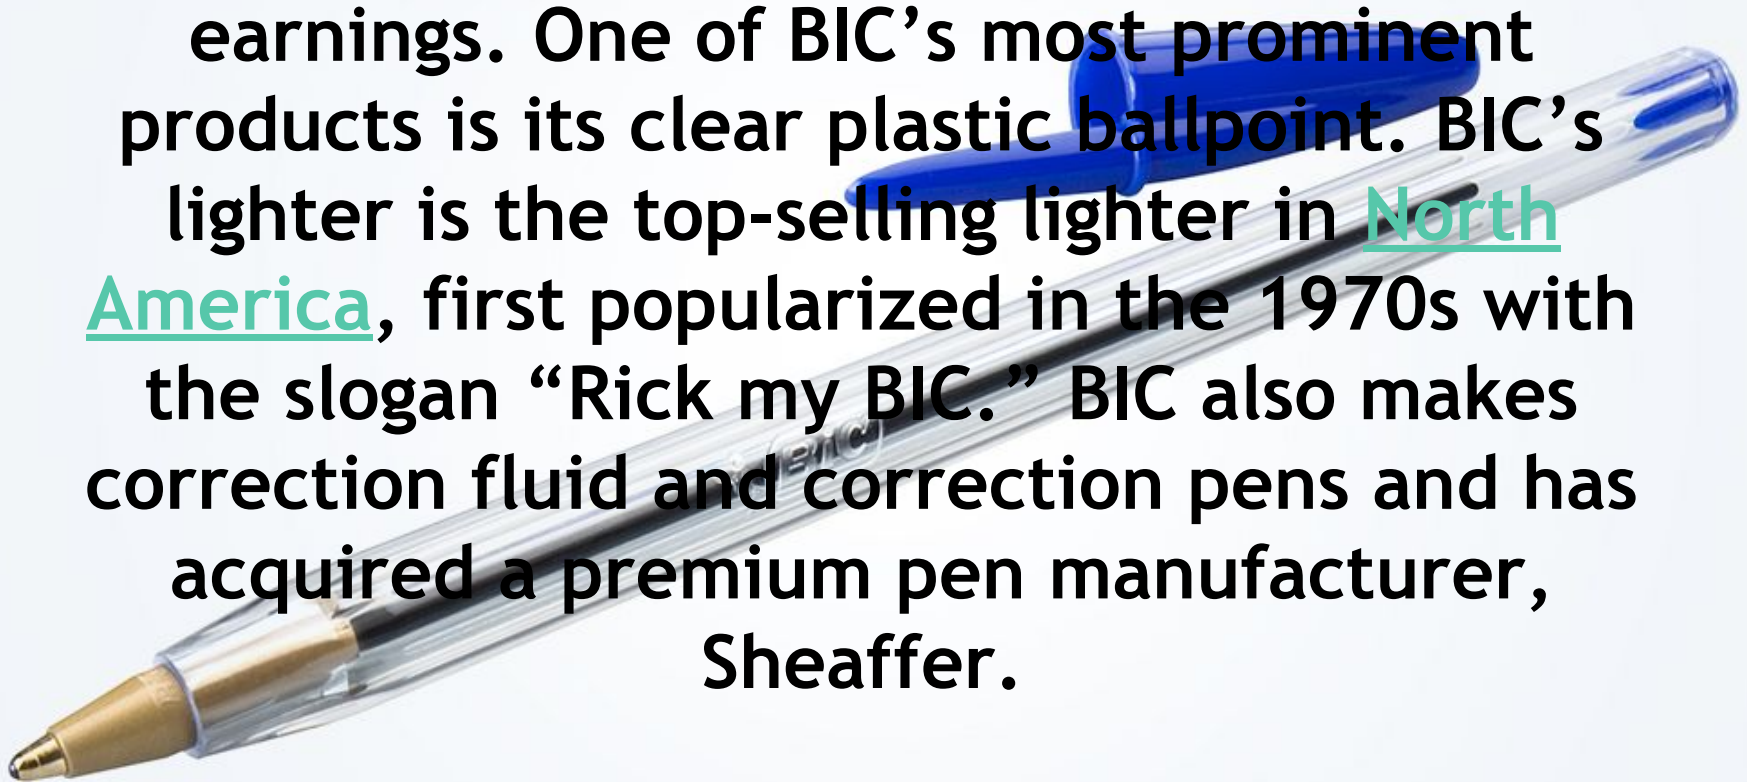 earnings. One of BIC’s most prominent
products is its clear plastic ballpoint. BIC’s
lighter is the top-selling lighter in North
America, first popularized in the 1970s with
the slogan “Rick my BIC.” BIC also makes
correction fluid and correction pens and has
acquired a premium pen manufacturer,
Sheaffer.
BIC